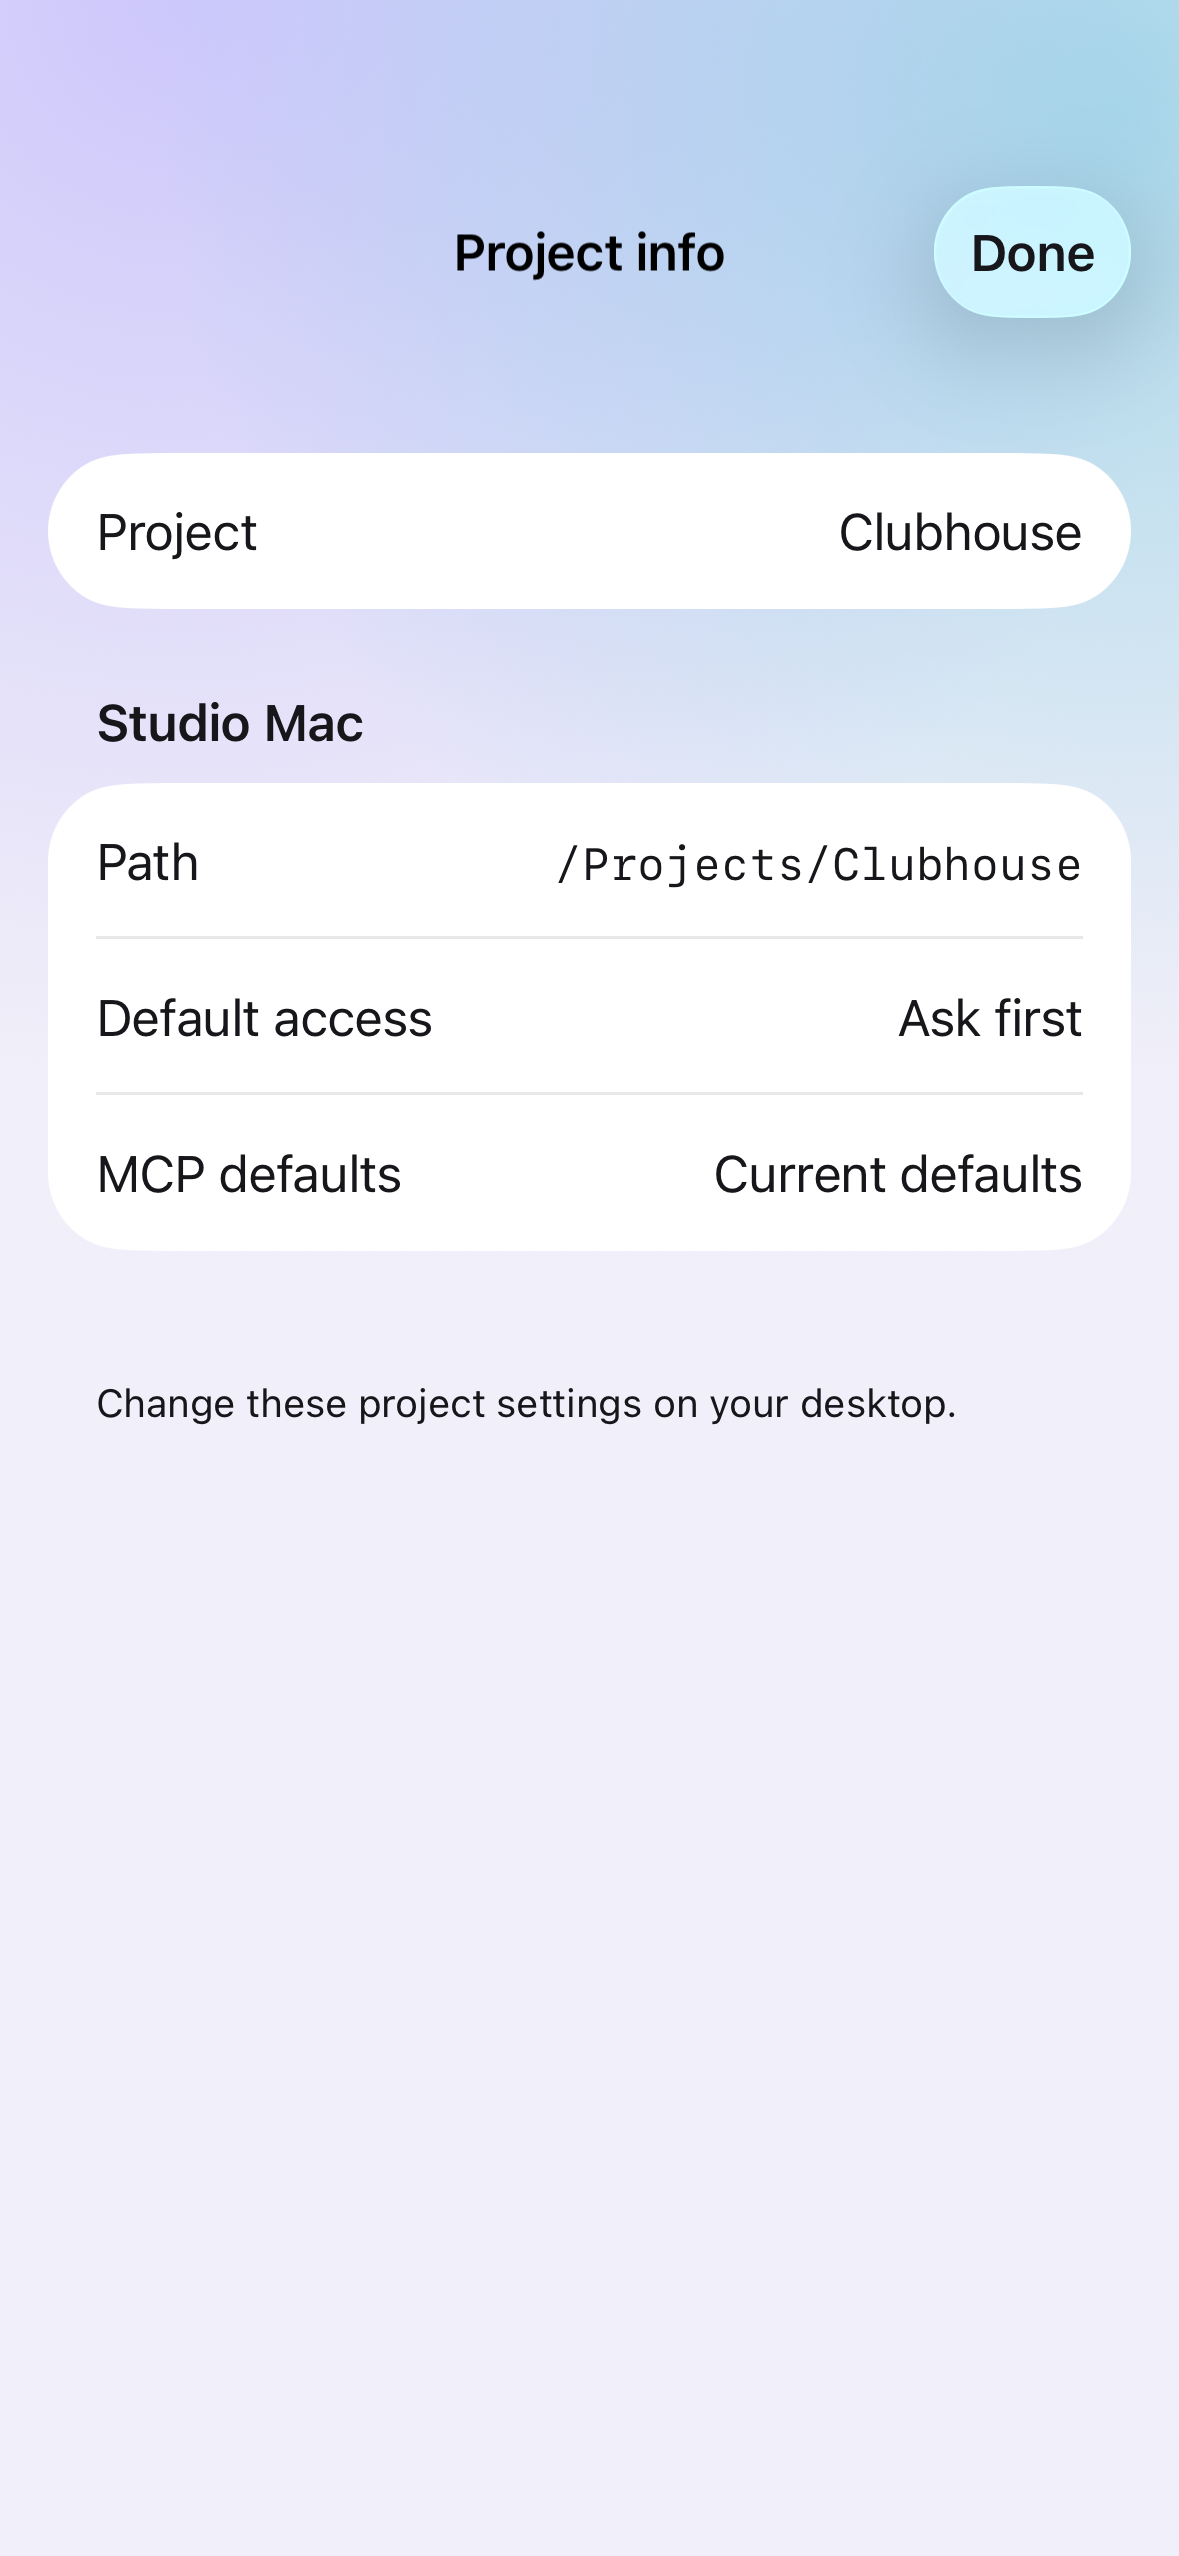 Project info
Done
Project Clubhouse
Studio Mac
Path /Projects/Clubhouse
Default access Ask first
MCP defaults Current defaults
Change these project settings on your desktop.